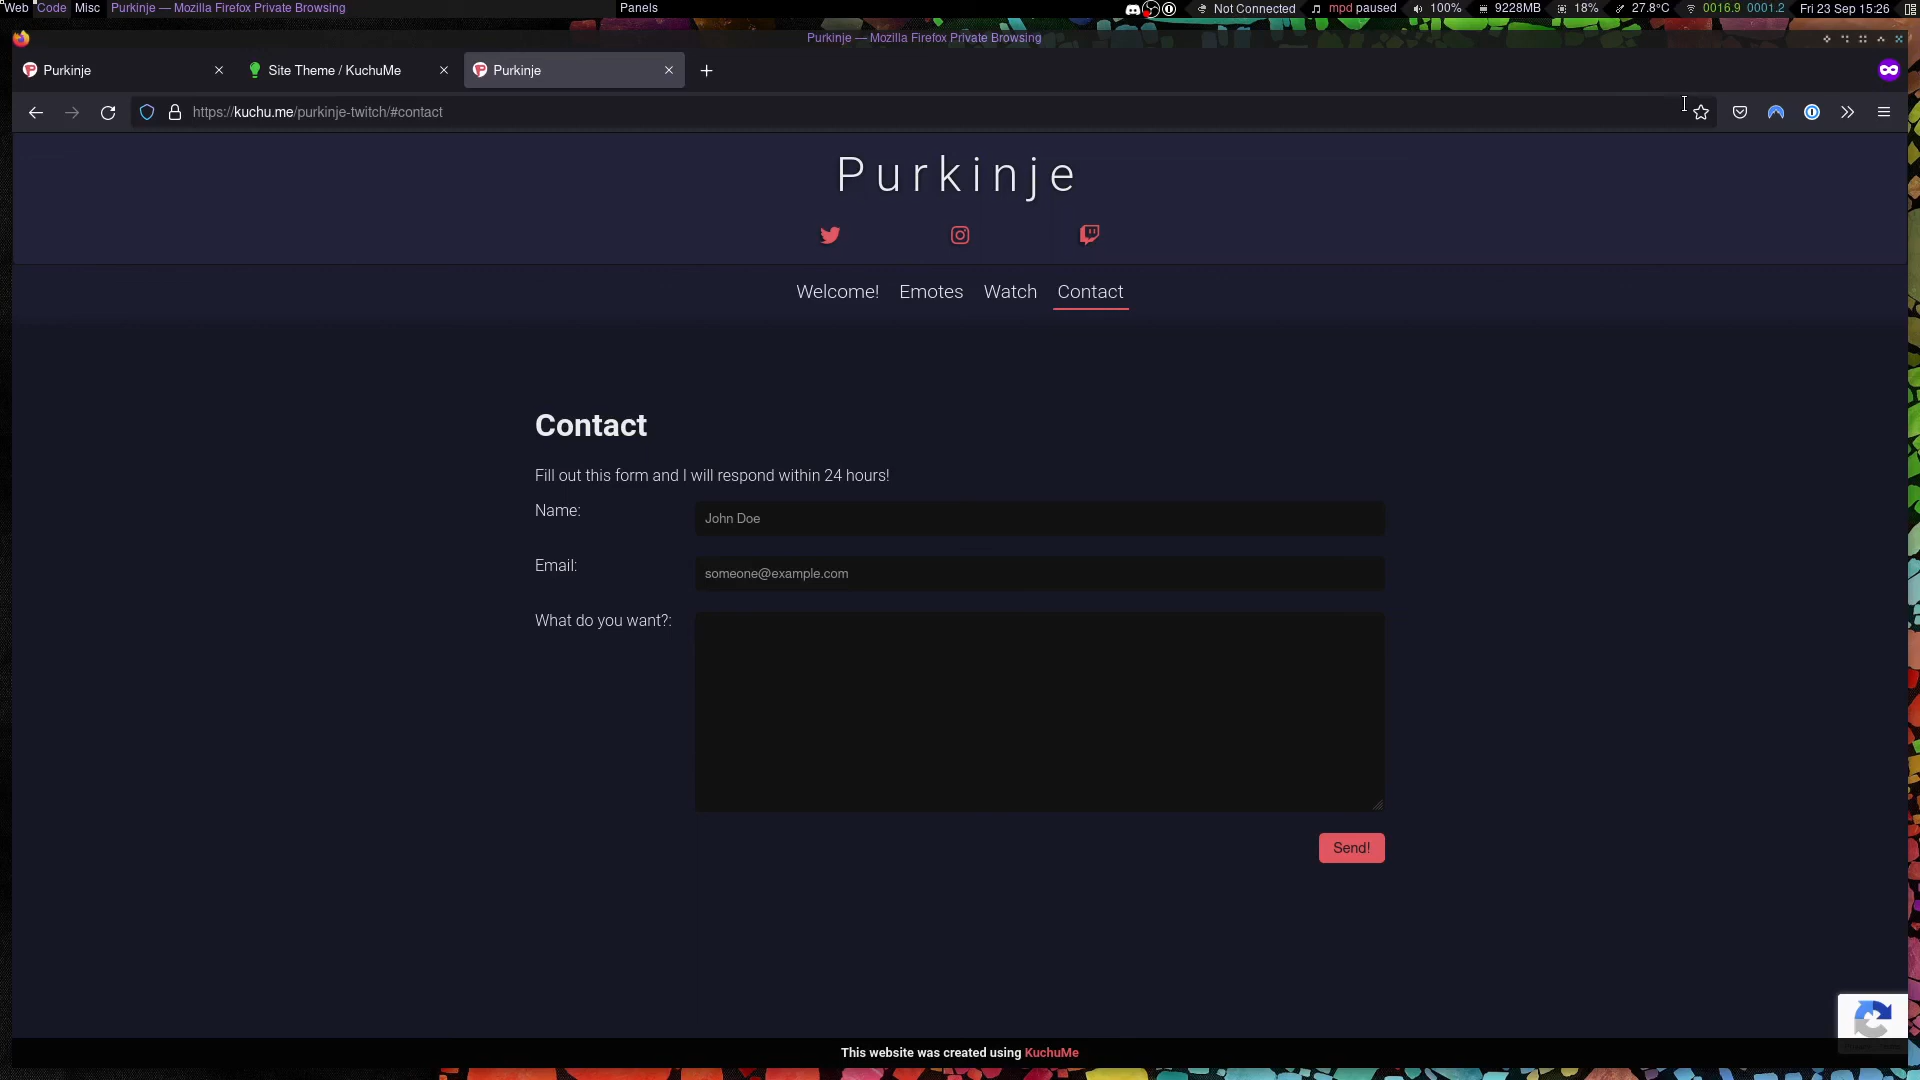 Web Code Misc Purkinje — Mozilla Firefox Private Browsing Panels Not Connected mpd paused 100% 9228MB 18% 27.8°C 0016.9 0001.2 Fri 23 Sep 15:26
Purkinje — Mozilla Firefox Private Browsing
Purkinje Site Theme / KuchuMe Purkinje
https://kuchu.me/purkinje-twitch/#contact
Purkinje
Welcome! Emotes Watch Contact
Contact
Fill out this form and I will respond within 24 hours!
Name: John Doe
Email: someone@example.com
What do you want?:
Send!
This website was created using KuchuMe